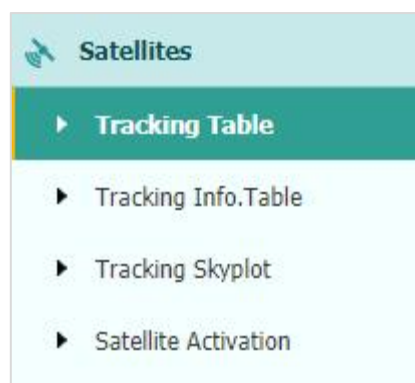 Satellites
Tracking Table
Tracking Info.Table
Tracking Skyplot
Satellite Activation